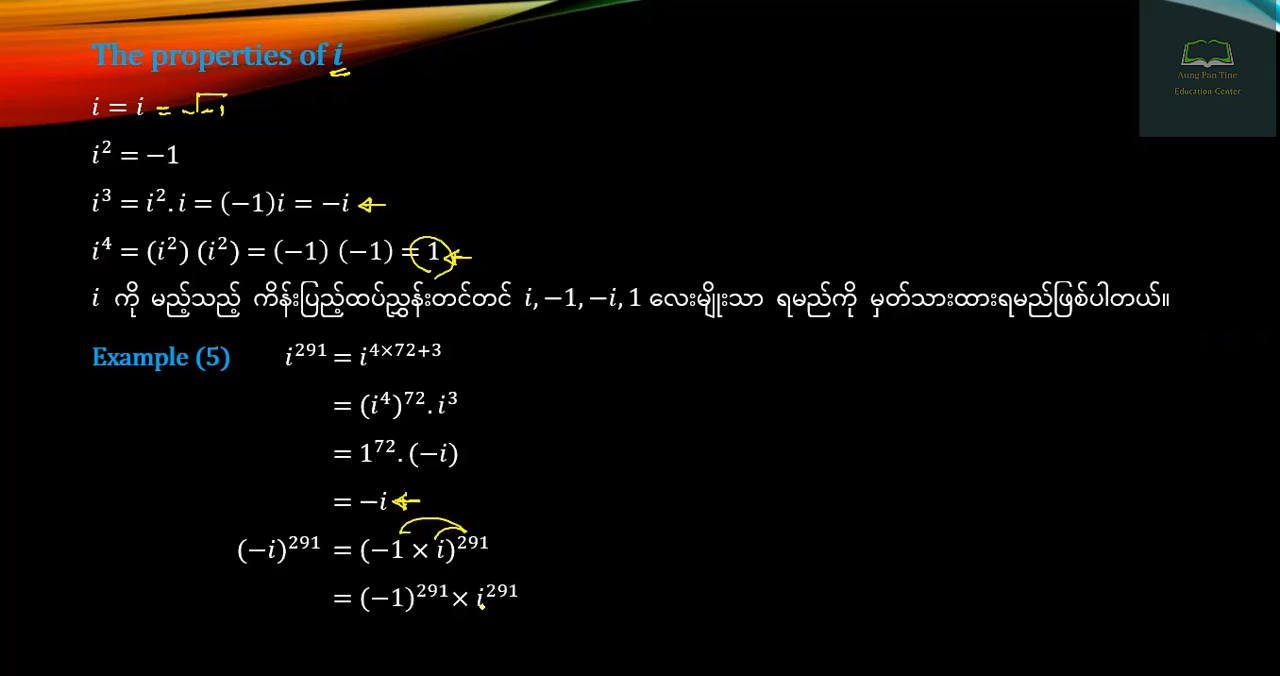 The properties of i
Aung Pan Tine
Education Center
i = i = √-1
i² = −1
i³ = i². i = (−1)i = −i
i⁴ = (i²) (i²) = (−1) (−1) = 1
i ကို မည့်သည့် ကိန်းပြည့်ထပ်ညွှန်းတင်တင် i, −1, −i, 1 လေးမျိုးသာ ရမည်ကို မှတ်သားထားရမည်ဖြစ်ပါတယ်။
Example (5) i²⁹¹ = i⁴ˣ⁷²⁺³
= (i⁴)⁷². i³
= 1⁷². (−i)
= −i
(−i)²⁹¹ = (−1 × i)²⁹¹
= (−1)²⁹¹ × i²⁹¹